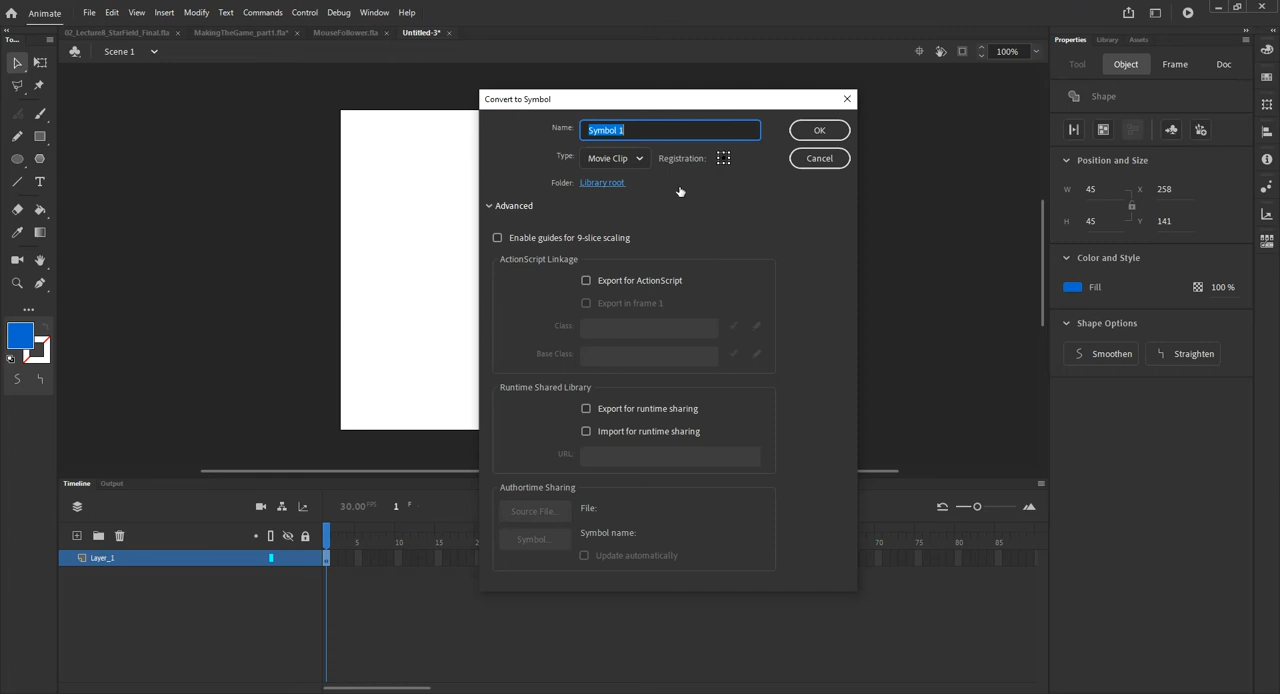 Animate File Edit View Insert Modify Text Commands Control Debug Window Help
02_Lecture8_StarField_Final.fla × MakingTheGame_part1.fla* × MouseFollower.fla × Untitled-3* ×
To...
Scene 1 100%
Properties Library Assets
Tool Object Frame Doc
Shape
Position and Size
W 45 X 258
H 45 Y 141
Color and Style
Fill 100 %
Shape Options
Smoothen Straighten
Convert to Symbol
Name: Symbol 1 OK
Type: Movie Clip Registration: Cancel
Folder: Library root
Advanced
Enable guides for 9-slice scaling
ActionScript Linkage
Export for ActionScript
Export in frame 1
Class:
Base Class:
Runtime Shared Library
Export for runtime sharing
Import for runtime sharing
URL:
Authortime Sharing
Source File... File:
Symbol... Symbol name:
Update automatically
Timeline Output
30.00 FPS 1 F
5 10 15 70 75 80 85
Layer_1